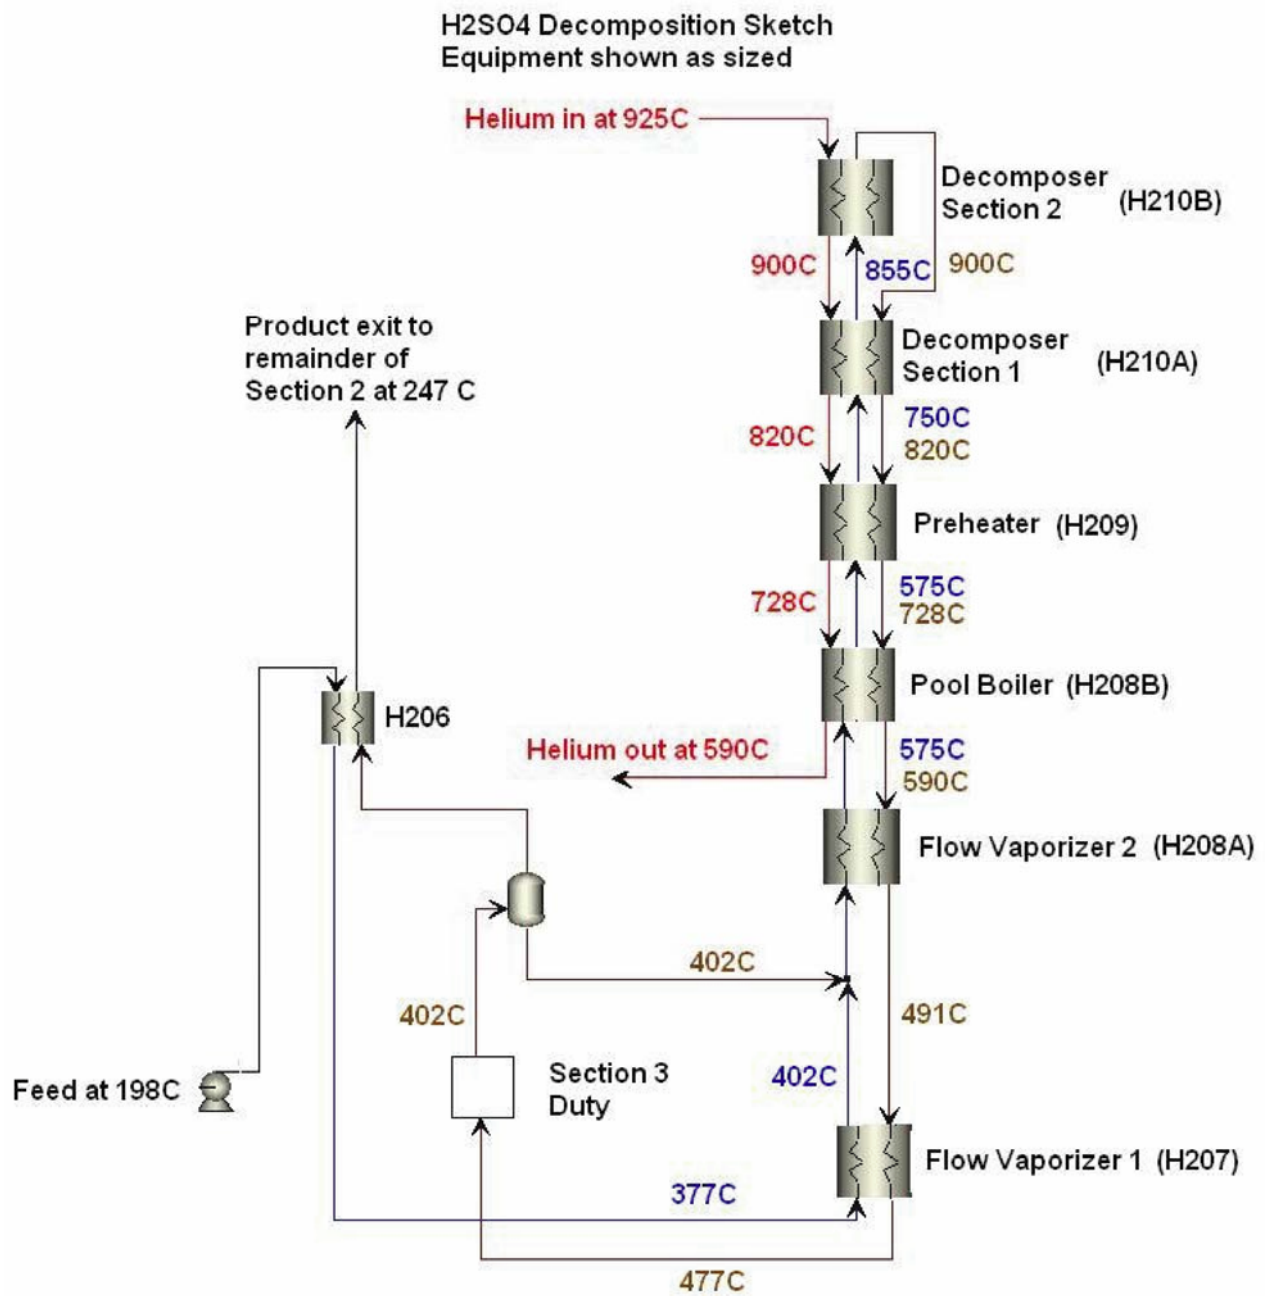 H2SO4 Decomposition Sketch
Equipment shown as sized
Helium in at 925C
Decomposer
Section 2 (H210B)
900C 855C 900C
Product exit to
remainder of
Section 2 at 247 C
Decomposer
Section 1 (H210A)
820C 750C
820C
Preheater (H209)
728C 575C
728C
Pool Boiler (H208B)
H206
Helium out at 590C 575C
590C
Flow Vaporizer 2 (H208A)
402C
402C 491C
Feed at 198C
Section 3
Duty
402C
Flow Vaporizer 1 (H207)
377C
477C